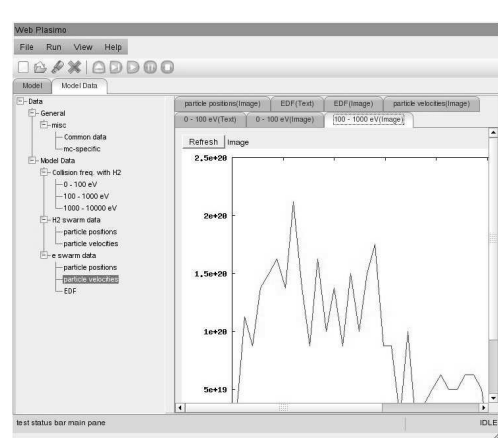 Web Plasimo
File Run View Help
Model Model Data
Data
General
misc
Common data
mc-specific
Model Data
Collision freq. with H2
0 - 100 eV
100 - 1000 eV
1000 - 10000 eV
H2 swarm data
particle positions
particle velocities
e swarm data
particle positions
particle velocities
EDF
particle positions(Image) EDF(Text) EDF(Image) particle velocities(Image)
0 - 100 eV(Text) 0 - 100 eV(Image) 100 - 1000 eV(Image)
Refresh Image
2.5e+20
2e+20
1.5e+20
1e+20
5e+19
test status bar main pane IDLE